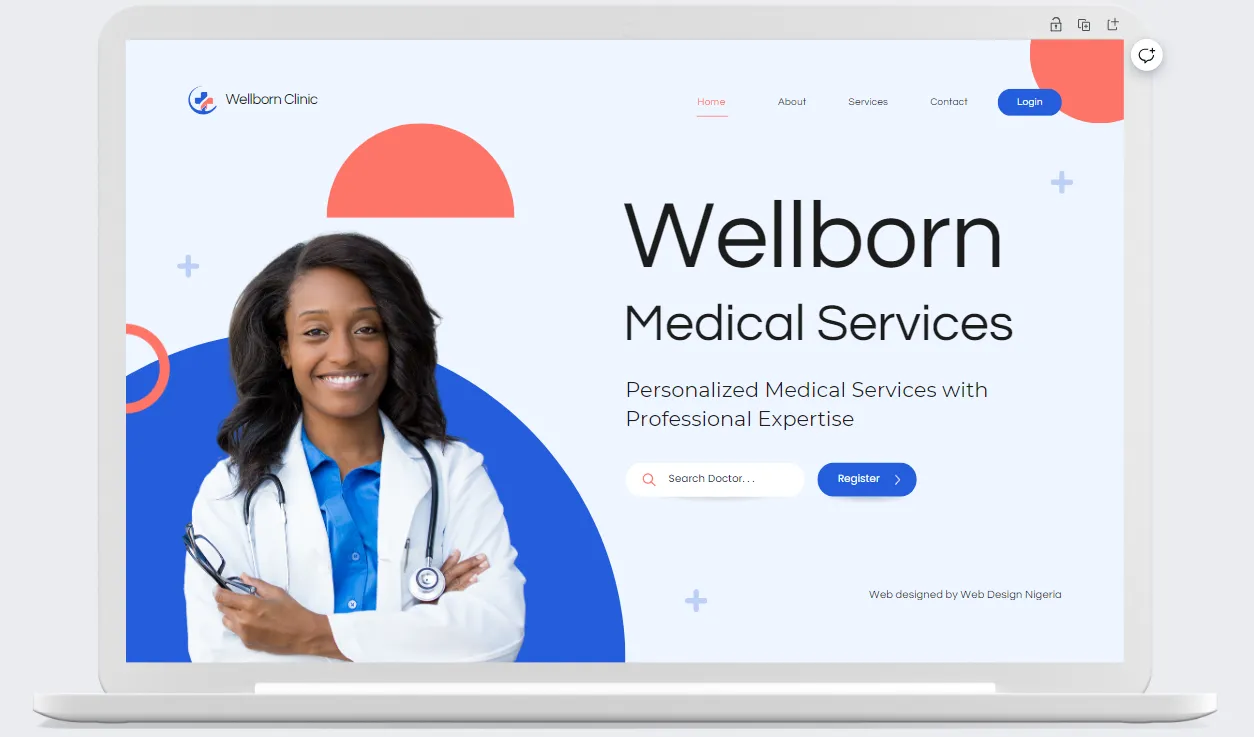 Wellborn Clinic
Home
About
Services
Contact
Login
Wellborn
Medical Services
Personalized Medical Services with
Professional Expertise
Search Doctor...
Register
Web designed by Web Design Nigeria